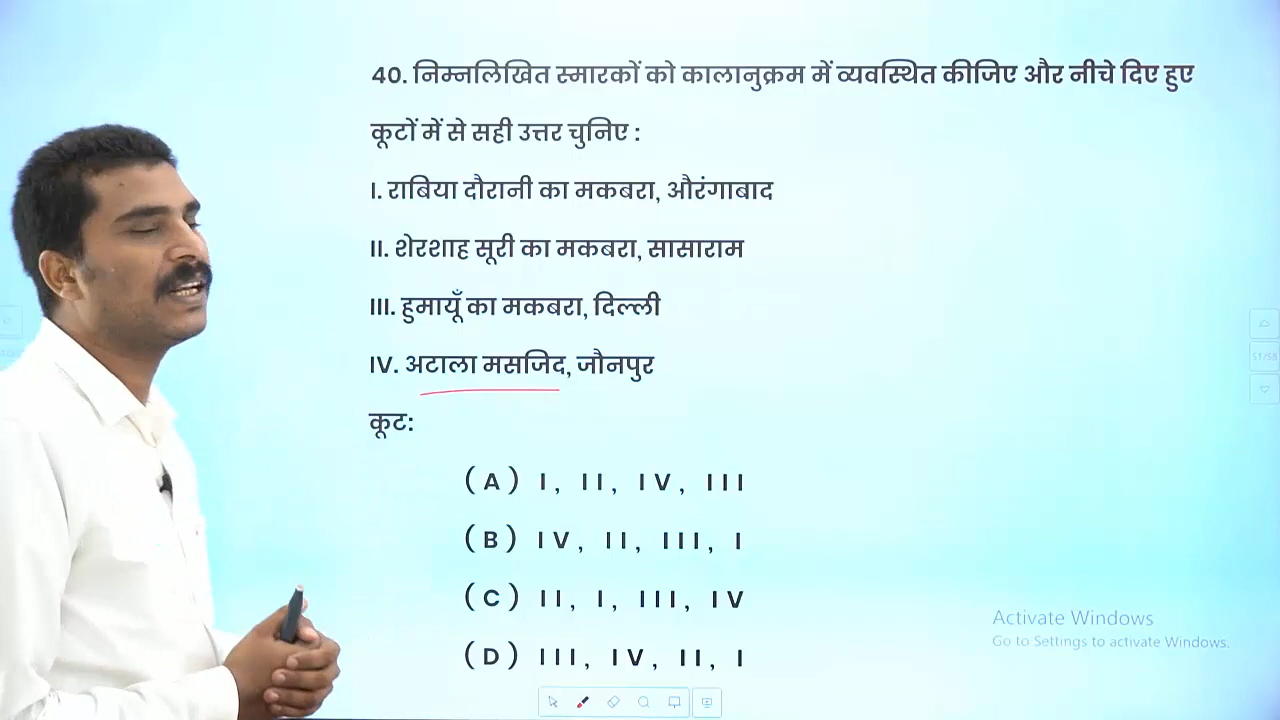 40. निम्नलिखित स्मारकों को कालानुक्रम में व्यवस्थित कीजिए और नीचे दिए हुए
कूटों में से सही उत्तर चुनिए :
I. राबिया दौरानी का मकबरा, औरंगाबाद
II. शेरशाह सूरी का मकबरा, सासाराम
III. हुमायूँ का मकबरा, दिल्ली
IV. अटाला मसजिद, जौनपुर
कूट:
(A) I, II, IV, III
(B) IV, II, III, I
(C) II, I, III, IV
(D) III, IV, II, I
Activate Windows
Go to Settings to activate Windows.
51/58